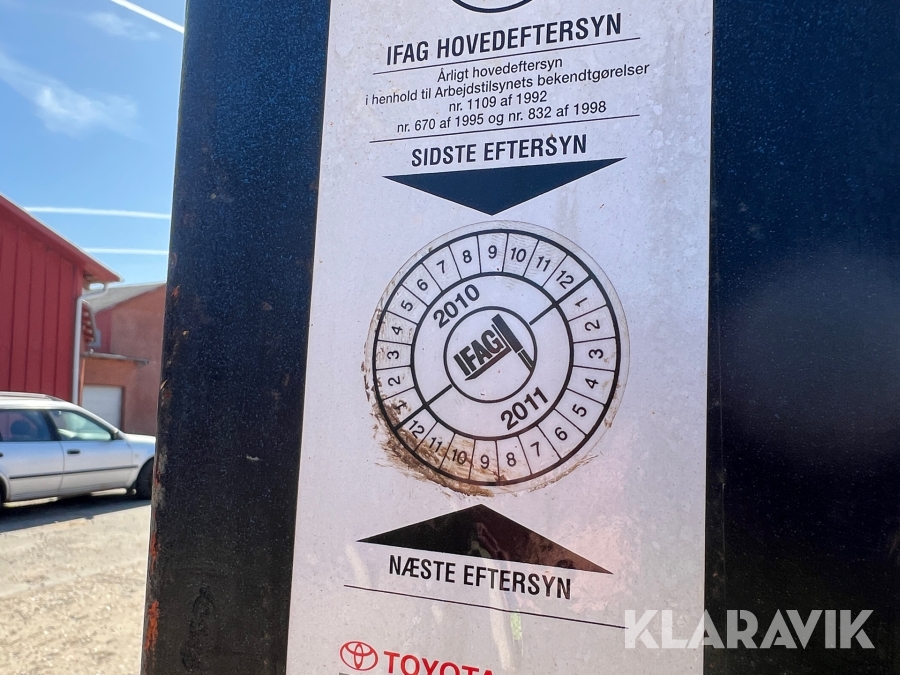 IFAG HOVEDEFTERSYN
Årligt hovedeftersyn
i henhold til Arbejdstilsynets bekendtgørelser
nr. 1109 af 1992
nr. 670 af 1995 og nr. 832 af 1998
SIDSTE EFTERSYN
1 2 3 4 5 6 7 8 9 10 11 12
2010
IFAG
2011
1 2 3 4 5 6 7 8 9 10 11 12
NÆSTE EFTERSYN
TOYOTA
KLARAVIK